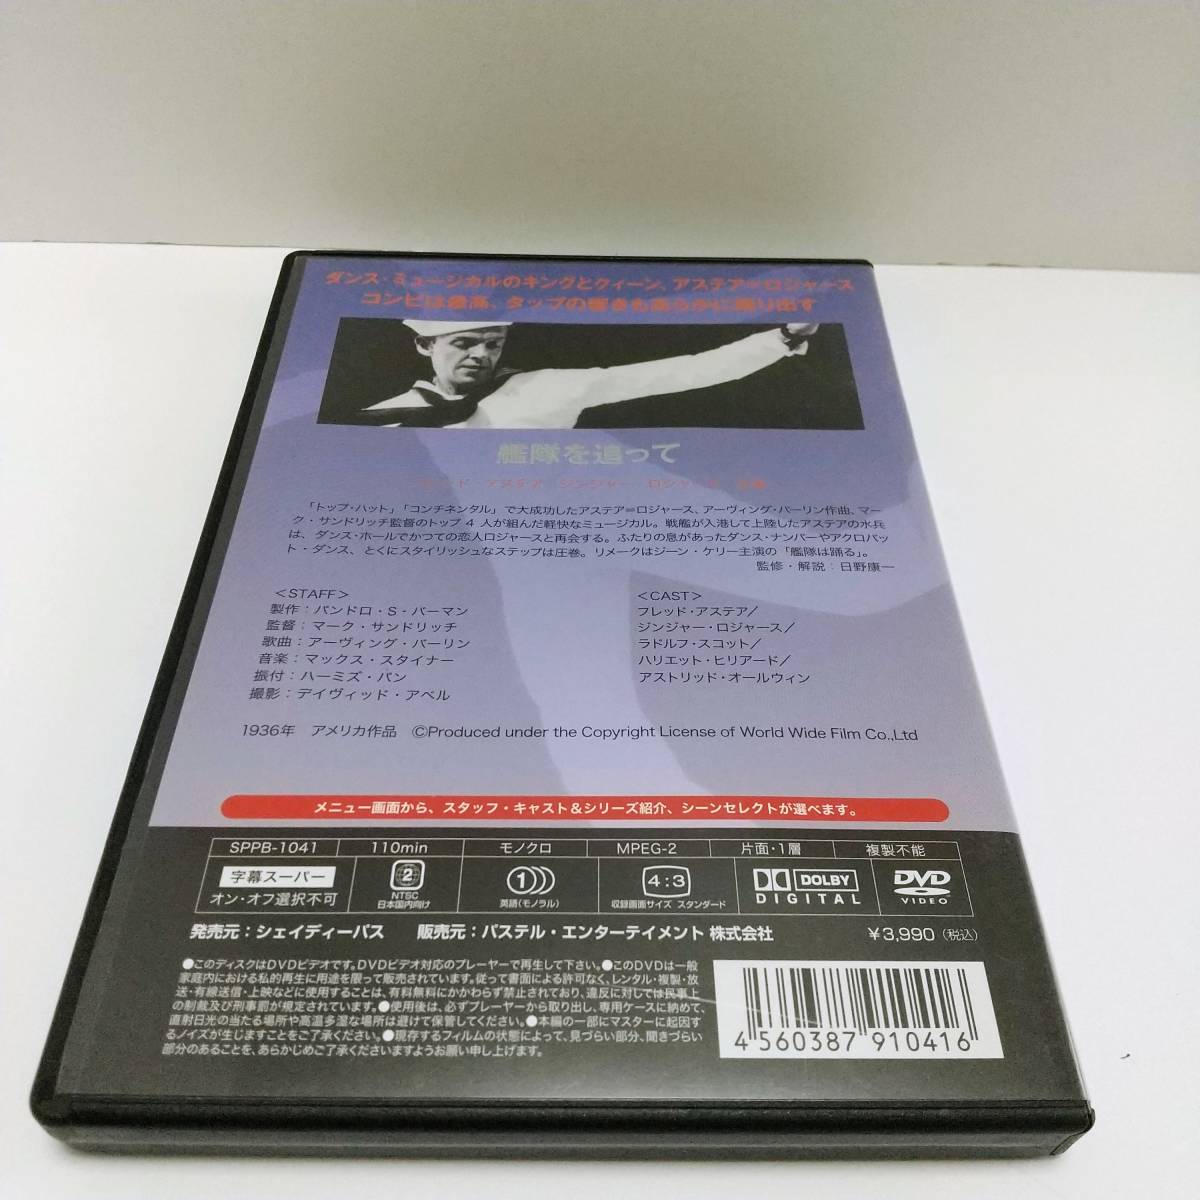 ダンス・ミュージカルのキングとクィーン、アステア＝ロジャース
コンビは最高、タップの響きも高らかに踊り出す
艦隊を追って
アステア ジンジャー ロジャース
「トップ・ハット」「コンチネンタル」で大成功したアステア＝ロジャース、アーヴィング・バーリン作曲、マー
ク・サンドリッチ監督のトップ 4 人が組んだ軽快なミュージカル。戦艦が入港して上陸したアステアの水兵
は、ダンス・ホールでかつての恋人ロジャースと再会する。ふたりの息があったダンス・ナンバーやアクロバッ
ト・ダンス、とくにスタイリッシュなステップは圧巻。リメークはジーン・ケリー主演の「艦隊は踊る」。
監修・解説：日野康一
＜STAFF＞
製作：パンドロ・S・バーマン
監督：マーク・サンドリッチ
歌曲：アーヴィング・バーリン
音楽：マックス・スタイナー
振付：ハーミズ・パン
撮影：デイヴィッド・アベル
＜CAST＞
フレッド・アステア／
ジンジャー・ロジャース／
ラドルフ・スコット／
ハリエット・ヒリアード／
アストリッド・オールウィン
1936年 アメリカ作品 ©Produced under the Copyright License of World Wide Film Co.,Ltd
メニュー画面から、スタッフ・キャスト＆シリーズ紹介、シーンセレクトが選べます。
SPPB-1041 110min モノクロ MPEG-2 片面・1層 複製不能
字幕スーパー
オン・オフ選択不可
2
NTSC
日本国内向け
1
英語(モノラル)
4:3
収録画面サイズ スタンダード
DOLBY
DIGITAL
DVD
VIDEO
発売元：シェイディーパス 販売元：パステル・エンターテイメント 株式会社 ￥3,990（税込）
●このディスクはDVDビデオです。DVDビデオ対応のプレーヤーで再生して下さい。●このDVDは一般
家庭内における私的再生に用途を限って販売されています。従って書面による許可なく、レンタル・複製・放
送・有線送信・上映などに使用することは、有料無料にかかわらず禁止されており、違反に対しては民事上
の制裁及び刑事罰が規定されています。●使用後は、必ずプレーヤーから取り出し、専用ケースに納めて、
直射日光の当たる場所や高温多湿な場所は避けて保管してください。●本編の一部にマスターに起因す
るノイズが生じますことをご了承ください。●現存するフィルムの状態によって、見づらい部分、聞きづらい
部分のあることを、あらかじめご了承くださいますようお願い申し上げます。
4 560387 910416